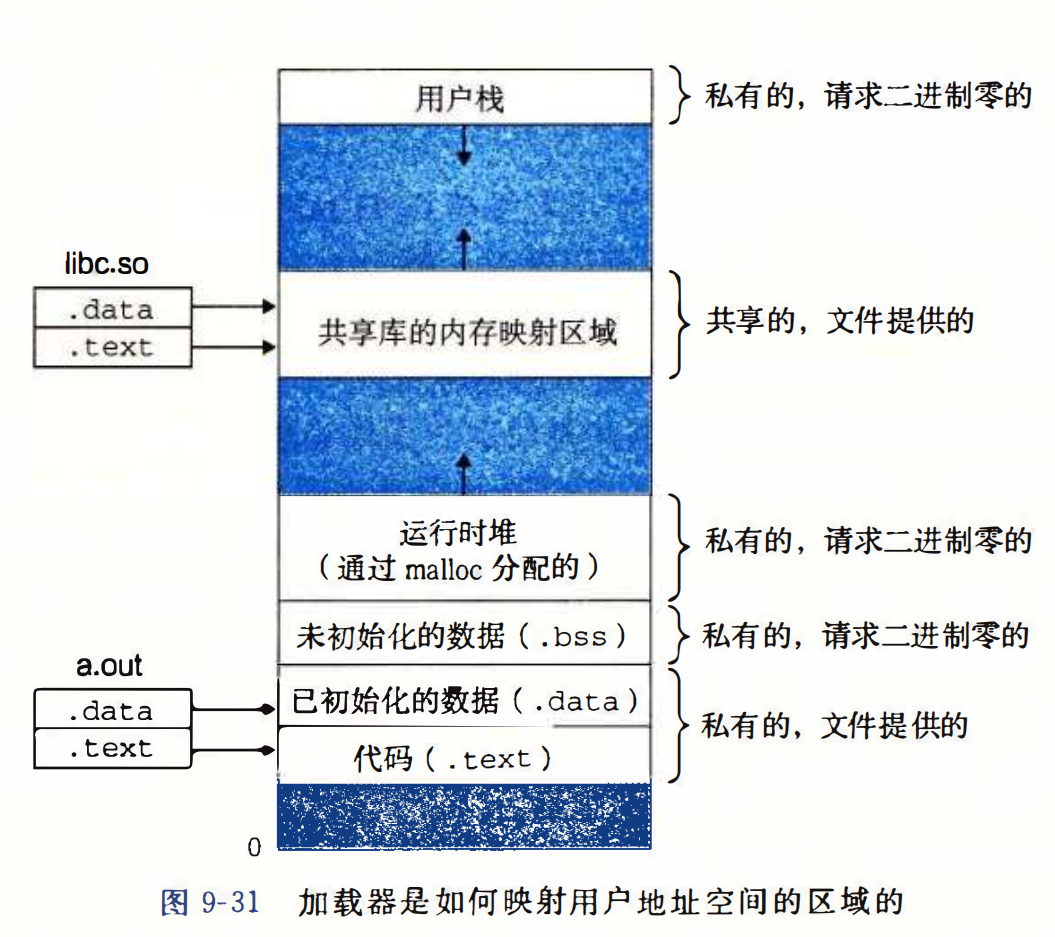 用户栈
私有的，请求二进制零的
libc.so
.data
.text
共享库的内存映射区域
共享的，文件提供的
运行时堆
（通过 malloc 分配的）
私有的，请求二进制零的
未初始化的数据（.bss）
私有的，请求二进制零的
a.out
.data
.text
已初始化的数据（.data）
代码（.text）
私有的，文件提供的
0
图 9-31 加载器是如何映射用户地址空间的区域的